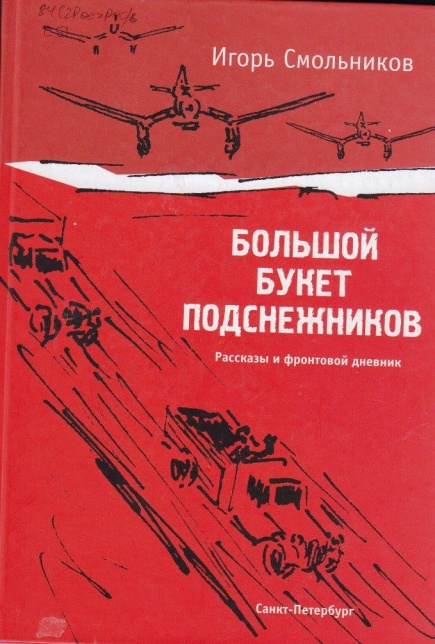 Игорь Смольников
БОЛЬШОЙ
БУКЕТ
ПОДСНЕЖНИКОВ
Рассказы и фронтовой дневник
Санкт-Петербург